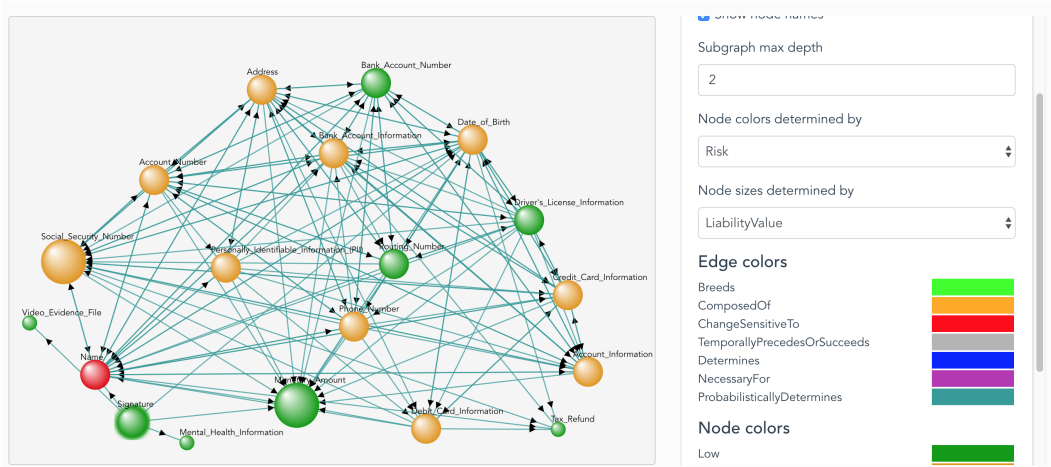 Address
Bank_Account_Number
Date_of_Birth
Bank_Account_Information
Account_Number
Driver's_License_Information
Social_Security_Number
Personally_Identifiable_Information_(PII)
Routing_Number
Credit_Card_Information
Video_Evidence_File
Phone_Number
Name
Account_Information
Monetary_Amount
Signature
Debit_Card_Information
Tax_Refund
Mental_Health_Information
Show node names
Subgraph max depth
2
Node colors determined by
Risk
Node sizes determined by
LiabilityValue
Edge colors
Breeds
ComposedOf
ChangeSensitiveTo
TemporallyPrecedesOrSucceeds
Determines
NecessaryFor
ProbabilisticallyDetermines
Node colors
Low